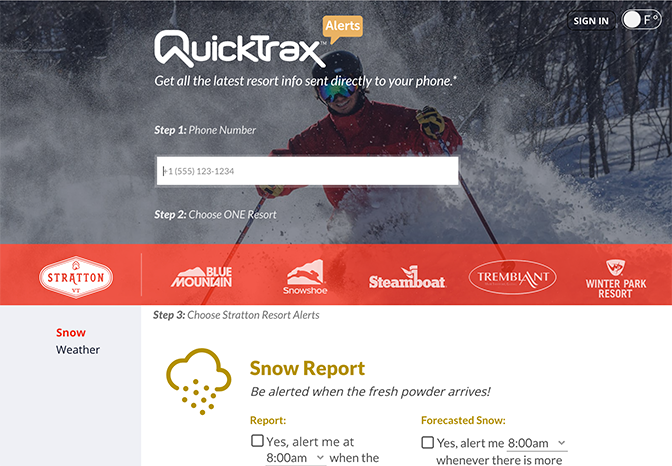 Alerts
SIGN IN
F °
QuickTrax™
Get all the latest resort info sent directly to your phone.*
Step 1: Phone Number
+1 (555) 123-1234
Step 2: Choose ONE Resort
STRATTON
VT
BLUE
MOUNTAIN
Snowshoe
Steamboat
TREMBLANT
WINTER PARK
RESORT
Step 3: Choose Stratton Resort Alerts
Snow
Weather
Snow Report
Be alerted when the fresh powder arrives!
Report:
Yes, alert me at
8:00am when the
Forecasted Snow:
Yes, alert me 8:00am
whenever there is more